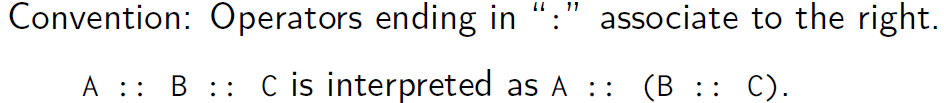 Convention: Operators ending in “:” associate to the right.
A :: B :: C is interpreted as A :: (B :: C).